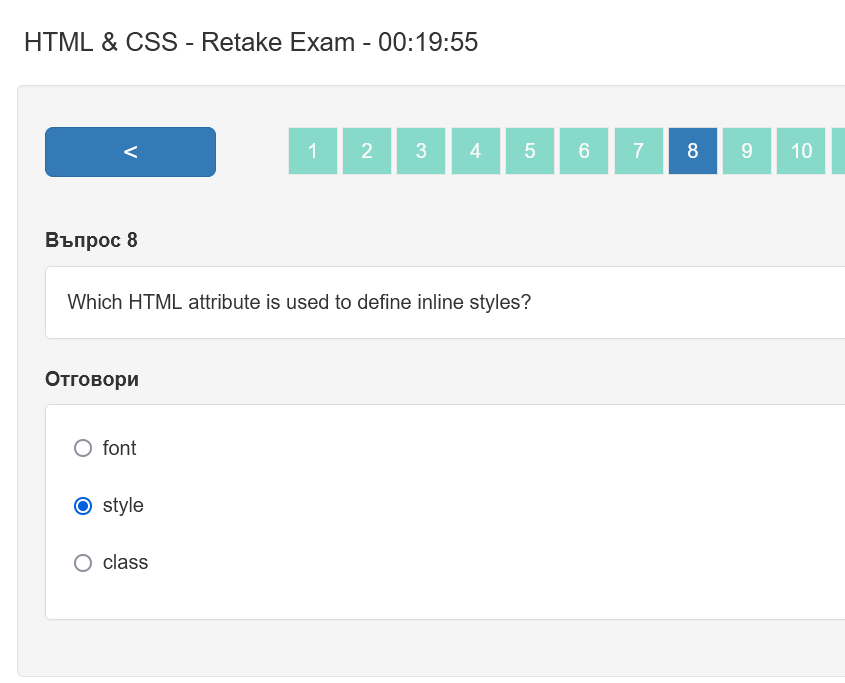 HTML & CSS - Retake Exam - 00:19:55
< 1 2 3 4 5 6 7 8 9 10
Въпрос 8
Which HTML attribute is used to define inline styles?
Отговори
font
style
class